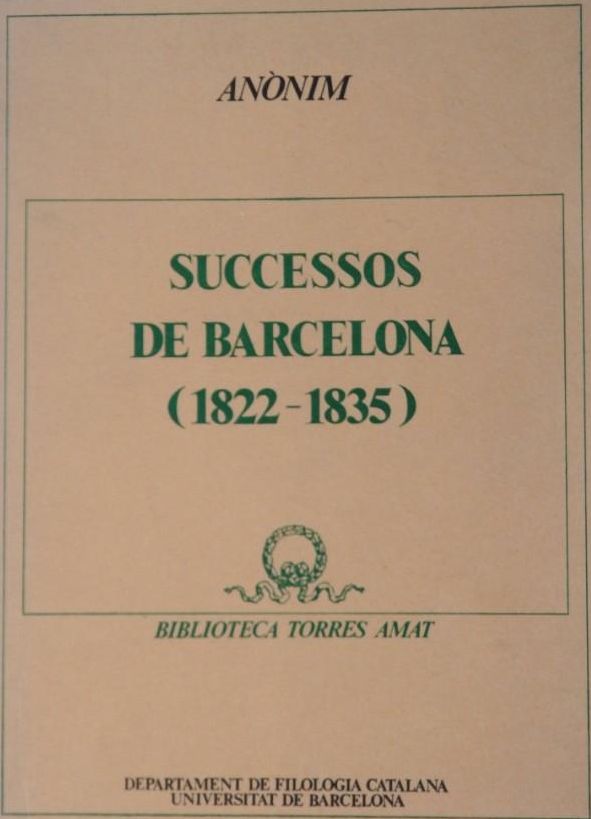 ANÒNIM
SUCCESSOS
DE BARCELONA
(1822-1835)
BIBLIOTECA TORRES AMAT
DEPARTAMENT DE FILOLOGIA CATALANA
UNIVERSITAT DE BARCELONA